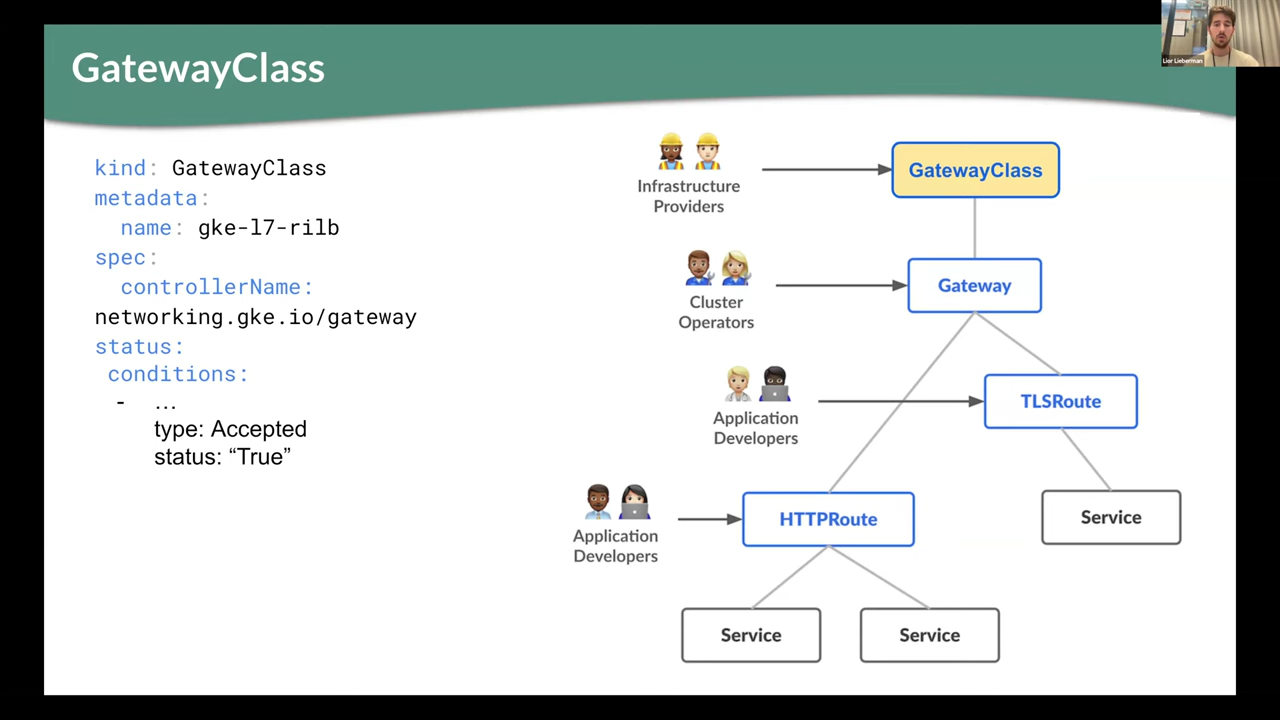 GatewayClass
Lior Lieberman
kind: GatewayClass
metadata:
name: gke-l7-rilb
spec:
controllerName:
networking.gke.io/gateway
status:
conditions:
- …
type: Accepted
status: “True”
Infrastructure
Providers
GatewayClass
Cluster
Operators
Gateway
Application
Developers
TLSRoute
Application
Developers
HTTPRoute
Service
Service
Service